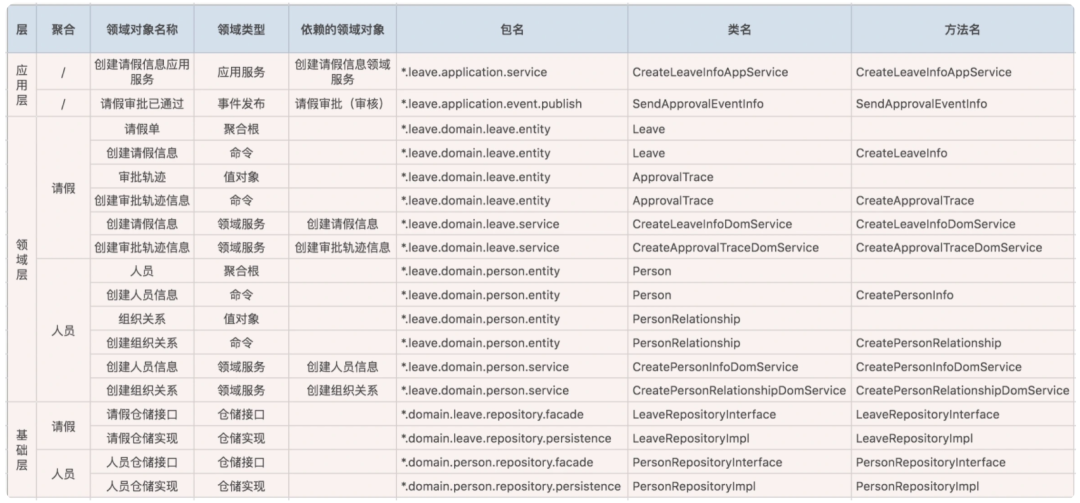 层 聚合 领域对象名称 领域类型 依赖的领域对象 包名 类名 方法名
应用层 / 创建请假信息应用服务 应用服务 创建请假信息领域服务 *.leave.application.service CreateLeaveInfoAppService CreateLeaveInfoAppService
/ 请假审批已通过 事件发布 请假审批（审核） *.leave.application.event.publish SendApprovalEventInfo SendApprovalEventInfo
领域层 请假 请假单 聚合根 *.leave.domain.leave.entity Leave
创建请假信息 命令 *.leave.domain.leave.entity Leave CreateLeaveInfo
审批轨迹 值对象 *.leave.domain.leave.entity ApprovalTrace
创建审批轨迹信息 命令 *.leave.domain.leave.entity ApprovalTrace CreateApprovalTrace
创建请假信息 领域服务 创建请假信息 *.leave.domain.leave.service CreateLeaveInfoDomService CreateLeaveInfoDomService
创建审批轨迹信息 领域服务 创建审批轨迹信息 *.leave.domain.leave.service CreateApprovalTraceDomService CreateApprovalTraceDomService
人员 人员 聚合根 *.leave.domain.person.entity Person
创建人员信息 命令 *.leave.domain.person.entity Person CreatePersonInfo
组织关系 值对象 *.leave.domain.person.entity PersonRelationship
创建组织关系 命令 *.leave.domain.person.entity PersonRelationship CreatePersonRelationship
创建人员信息 领域服务 创建人员信息 *.leave.domain.person.service CreatePersonInfoDomService CreatePersonInfoDomService
创建组织关系 领域服务 创建组织关系 *.leave.domain.person.service CreatePersonRelationshipDomService CreatePersonRelationshipDomService
基础层 请假 请假仓储接口 仓储接口 *.domain.leave.repository.facade LeaveRepositoryInterface LeaveRepositoryInterface
请假仓储实现 仓储实现 *.domain.leave.repository.persistence LeaveRepositoryImpl LeaveRepositoryImpl
人员 人员仓储接口 仓储接口 *.domain.person.repository.facade PersonRepositoryInterface PersonRepositoryInterface
人员仓储实现 仓储实现 *.domain.person.repository.persistence PersonRepositoryImpl PersonRepositoryImpl